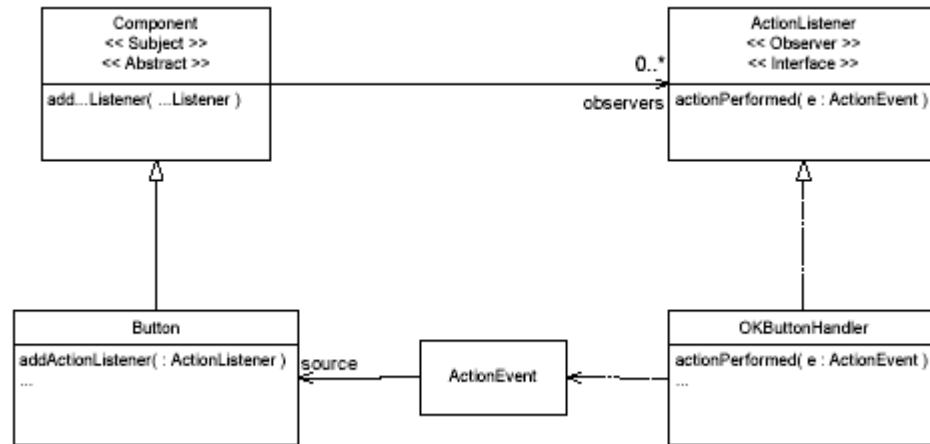 Component
<< Subject >>
<< Abstract >>
add...Listener( ...Listener )
0..*
observers
ActionListener
<< Observer >>
<< Interface >>
actionPerformed( e : ActionEvent )
Button
addActionListener( : ActionListener )
...
source
ActionEvent
OKButtonHandler
actionPerformed( e : ActionEvent )
...